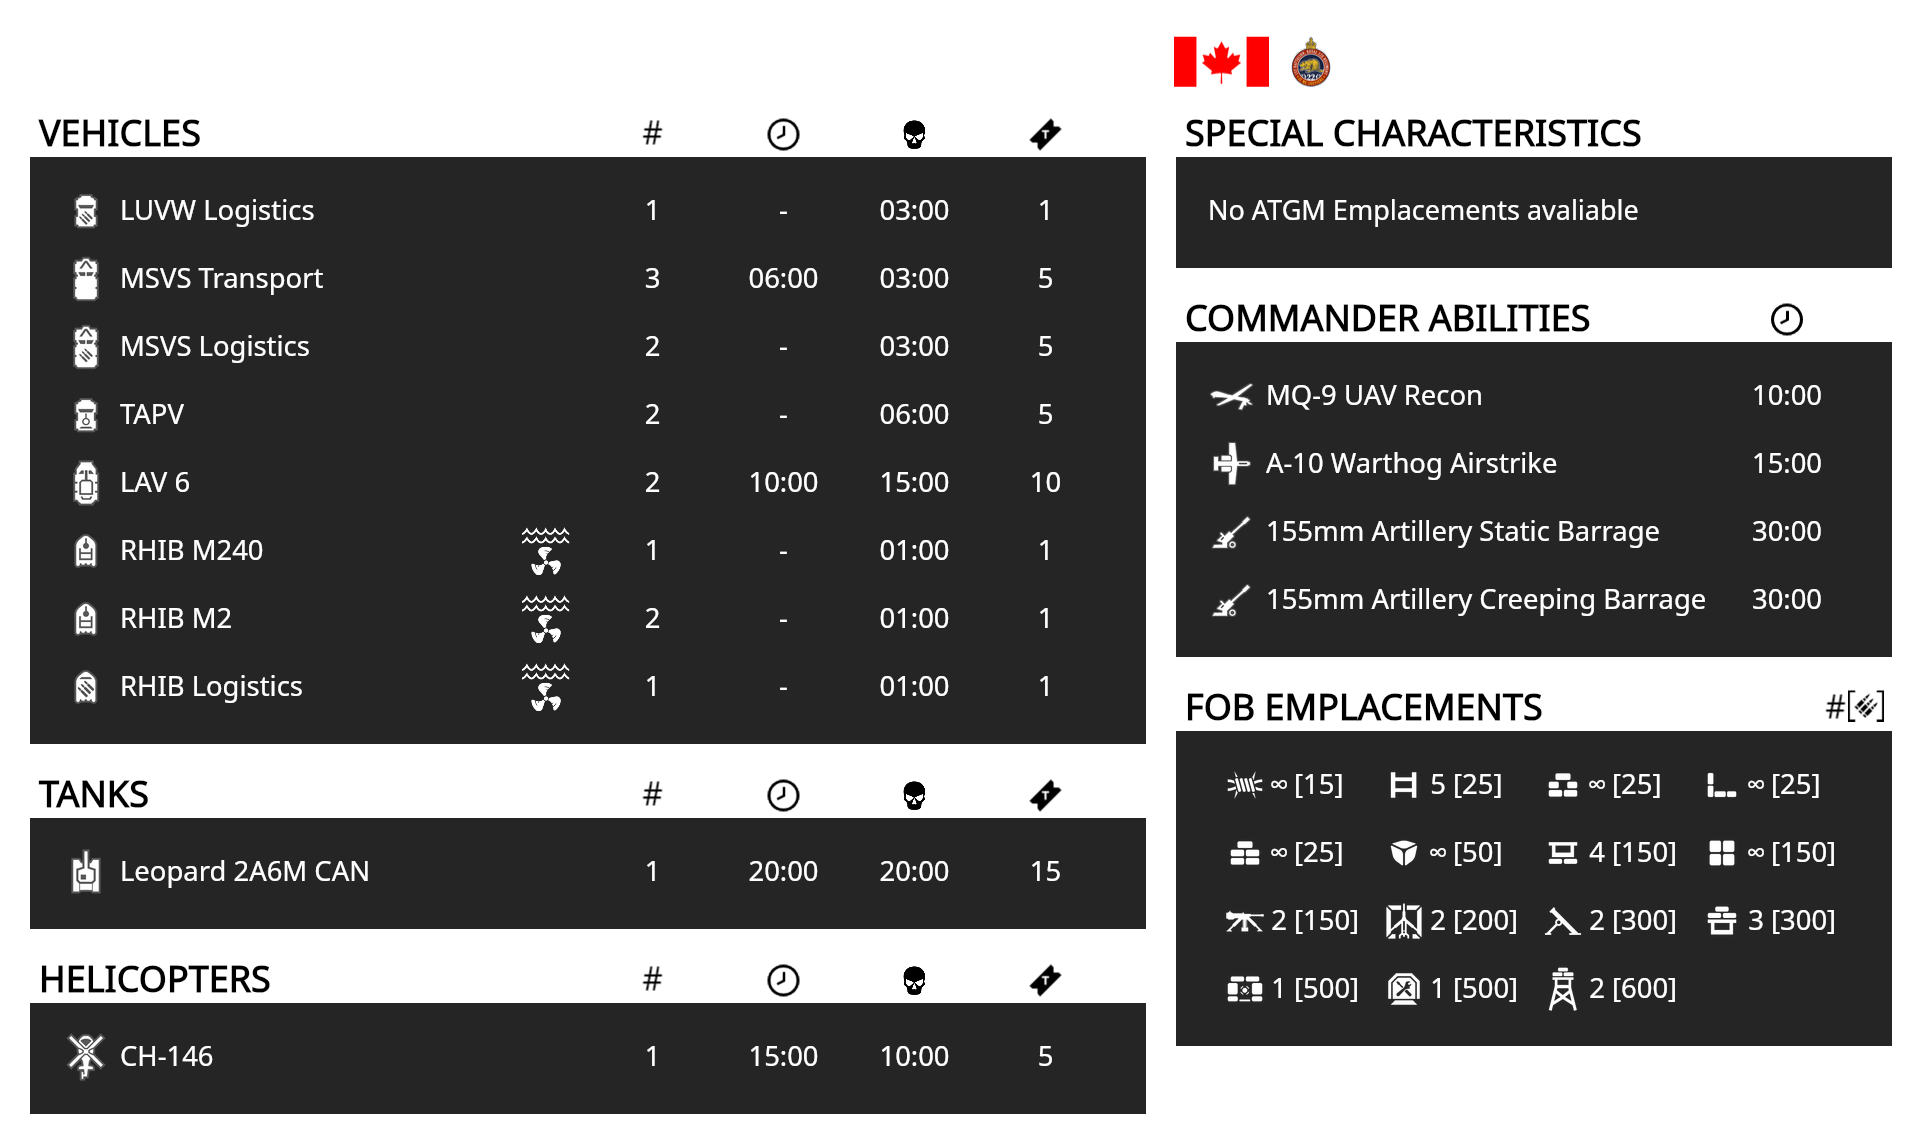 VEHICLES #
LUVW Logistics 1 - 03:00 1
MSVS Transport 3 06:00 03:00 5
MSVS Logistics 2 - 03:00 5
TAPV 2 - 06:00 5
LAV 6 2 10:00 15:00 10
RHIB M240 1 - 01:00 1
RHIB M2 2 - 01:00 1
RHIB Logistics 1 - 01:00 1
TANKS #
Leopard 2A6M CAN 1 20:00 20:00 15
HELICOPTERS #
CH-146 1 15:00 10:00 5
SPECIAL CHARACTERISTICS
No ATGM Emplacements avaliable
COMMANDER ABILITIES
MQ-9 UAV Recon 10:00
A-10 Warthog Airstrike 15:00
155mm Artillery Static Barrage 30:00
155mm Artillery Creeping Barrage 30:00
FOB EMPLACEMENTS #[ ]
∞ [15] 5 [25] ∞ [25] ∞ [25]
∞ [25] ∞ [50] 4 [150] ∞ [150]
2 [150] 2 [200] 2 [300] 3 [300]
1 [500] 1 [500] 2 [600]